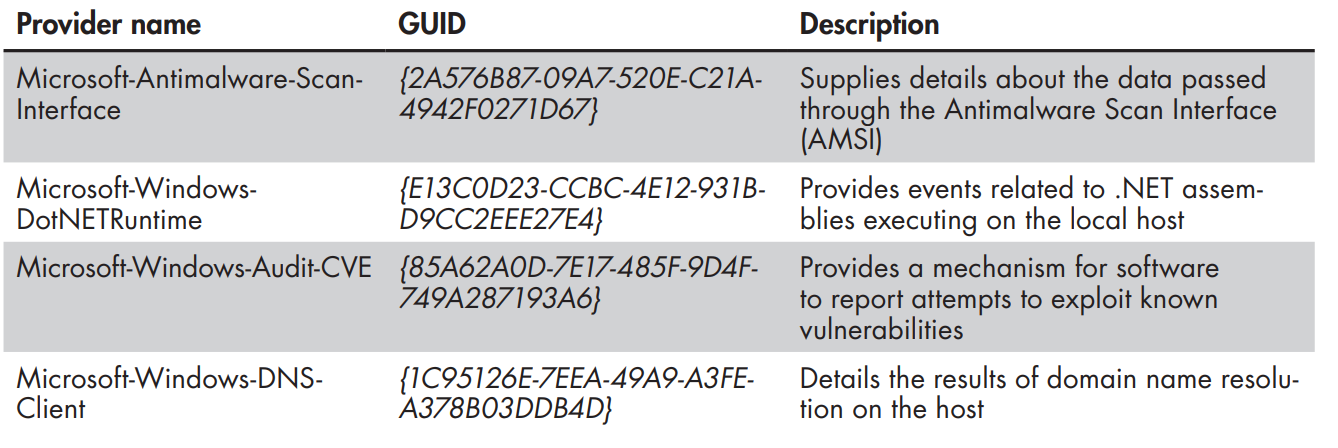 Provider name GUID Description
Microsoft-Antimalware-Scan- {2A576B87-09A7-520E-C21A- Supplies details about the data passed
Interface 4942F0271D67} through the Antimalware Scan Interface
(AMSI)
Microsoft-Windows- {E13C0D23-CCBC-4E12-931B- Provides events related to .NET assem-
DotNETRuntime D9CC2EEE27E4} blies executing on the local host
Microsoft-Windows-Audit-CVE {85A62A0D-7E17-485F-9D4F- Provides a mechanism for software
749A287193A6} to report attempts to exploit known
vulnerabilities
Microsoft-Windows-DNS- {1C95126E-7EEA-49A9-A3FE- Details the results of domain name resolu-
Client A378B03DDB4D} tion on the host